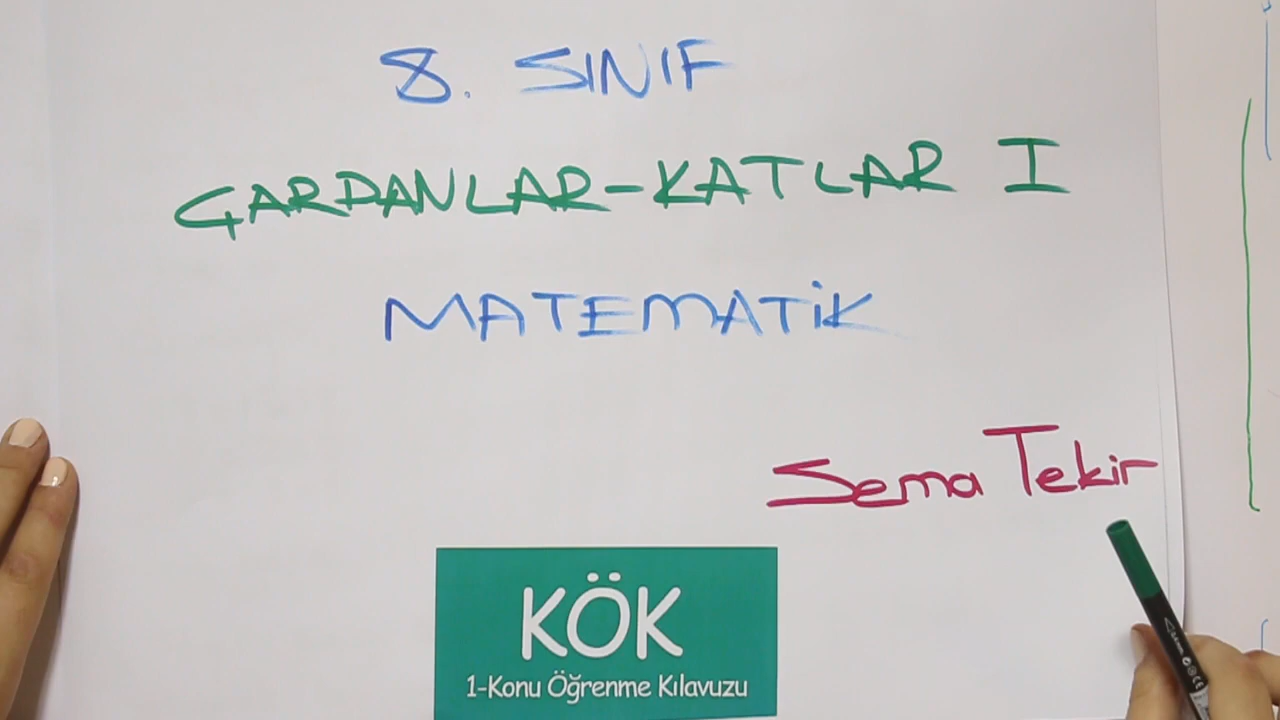 8. SINIF
ÇARPANLAR-KATLAR I
MATEMATİK
Sema Tekir
KÖK
1-Konu Öğrenme Kılavuzu